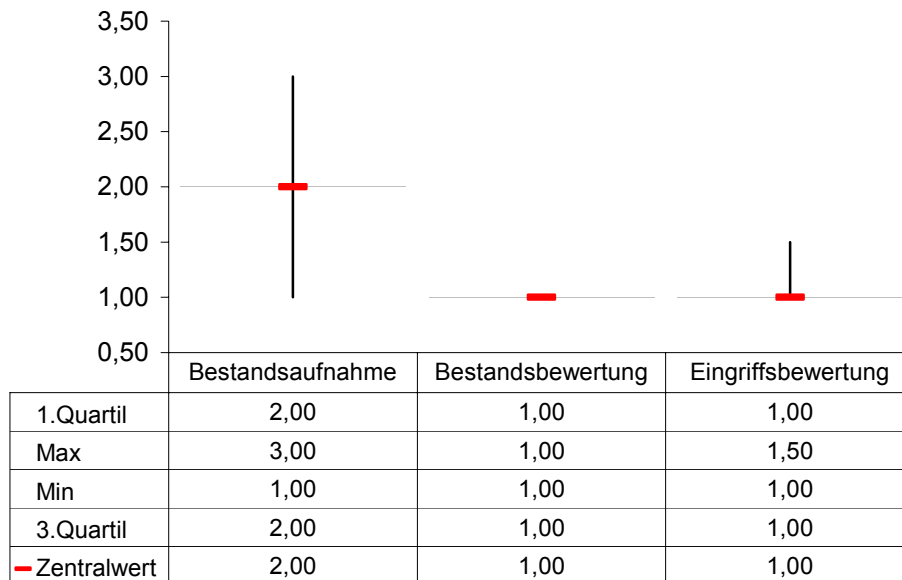 3,50
3,00
2,50
2,00
1,50
1,00
0,50
Bestandsaufnahme Bestandsbewertung Eingriffsbewertung
1.Quartil 2,00 1,00 1,00
Max 3,00 1,00 1,50
Min 1,00 1,00 1,00
3.Quartil 2,00 1,00 1,00
Zentralwert 2,00 1,00 1,00